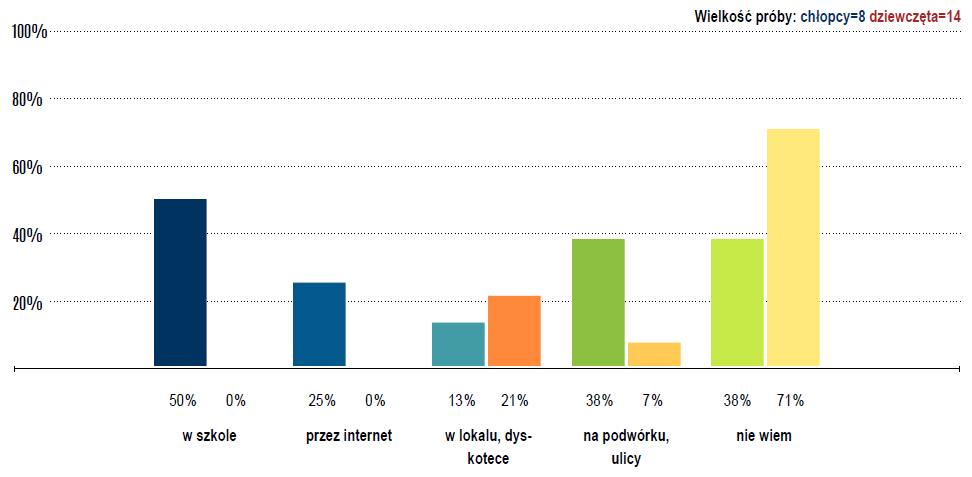 Wielkość próby: chłopcy=8 dziewczęta=14
100%
80%
60%
40%
20%
50% 0% 25% 0% 13% 21% 38% 7% 38% 71%
w szkole przez internet w lokalu, dys- na podwórku, nie wiem
kotece ulicy